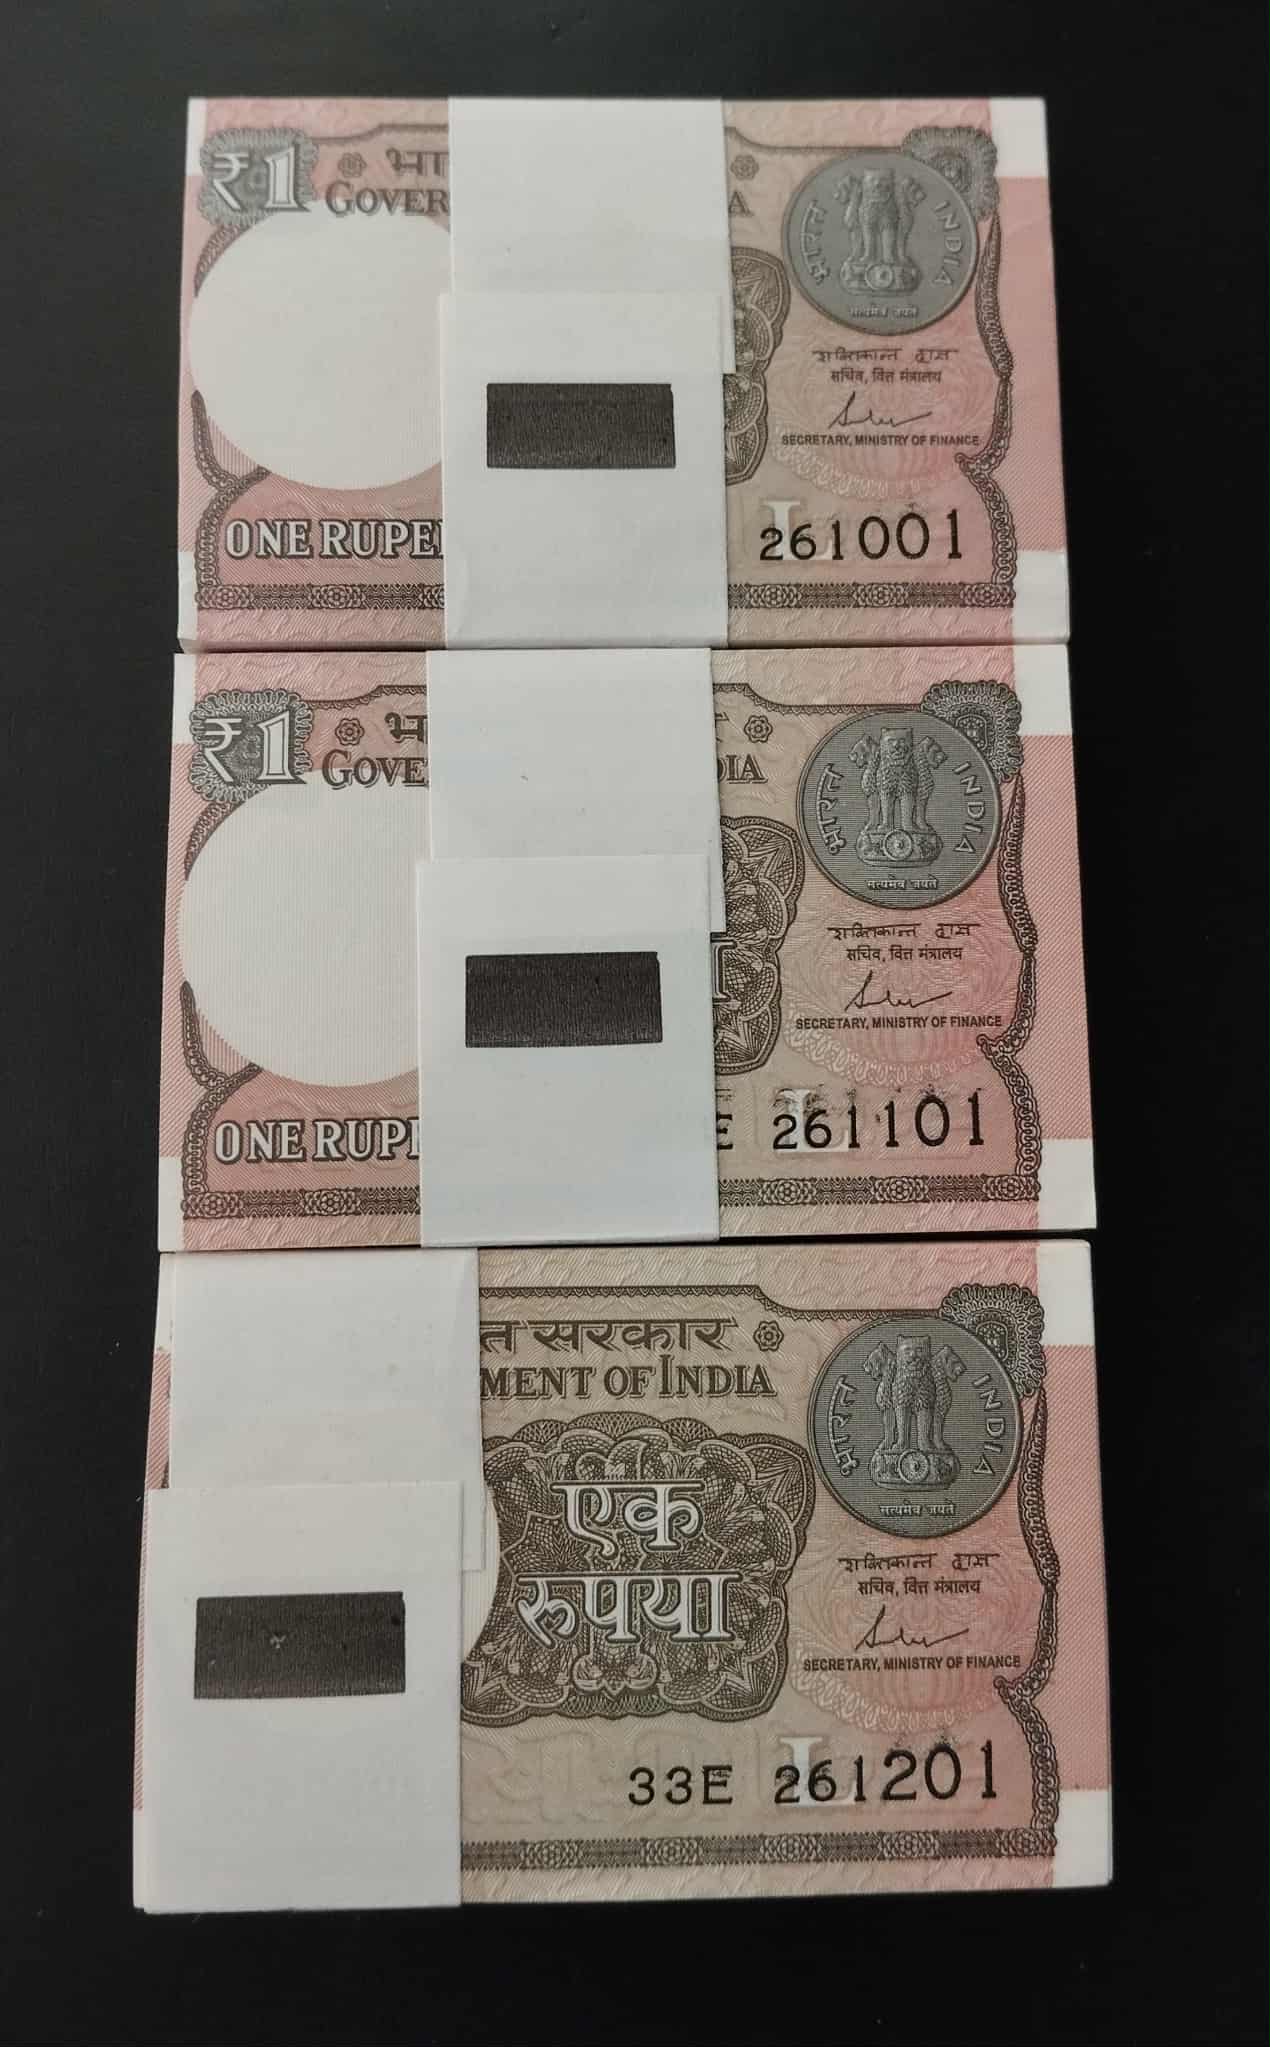 ₹1
भा
GOVER
A
भारत INDIA
सत्यमेव जयते
शक्तिकान्त दास
सचिव, वित्त मंत्रालय
SECRETARY, MINISTRY OF FINANCE
ONE RUPE
L
261001
₹1
भ
GOVE
DIA
भारत INDIA
सत्यमेव जयते
शक्तिकान्त दास
सचिव, वित्त मंत्रालय
SECRETARY, MINISTRY OF FINANCE
ONE RUP
L
E 261101
त सरकार
MENT OF INDIA
भारत INDIA
सत्यमेव जयते
एक
रुपया
शक्तिकान्त दास
सचिव, वित्त मंत्रालय
SECRETARY, MINISTRY OF FINANCE
L
33E 261201